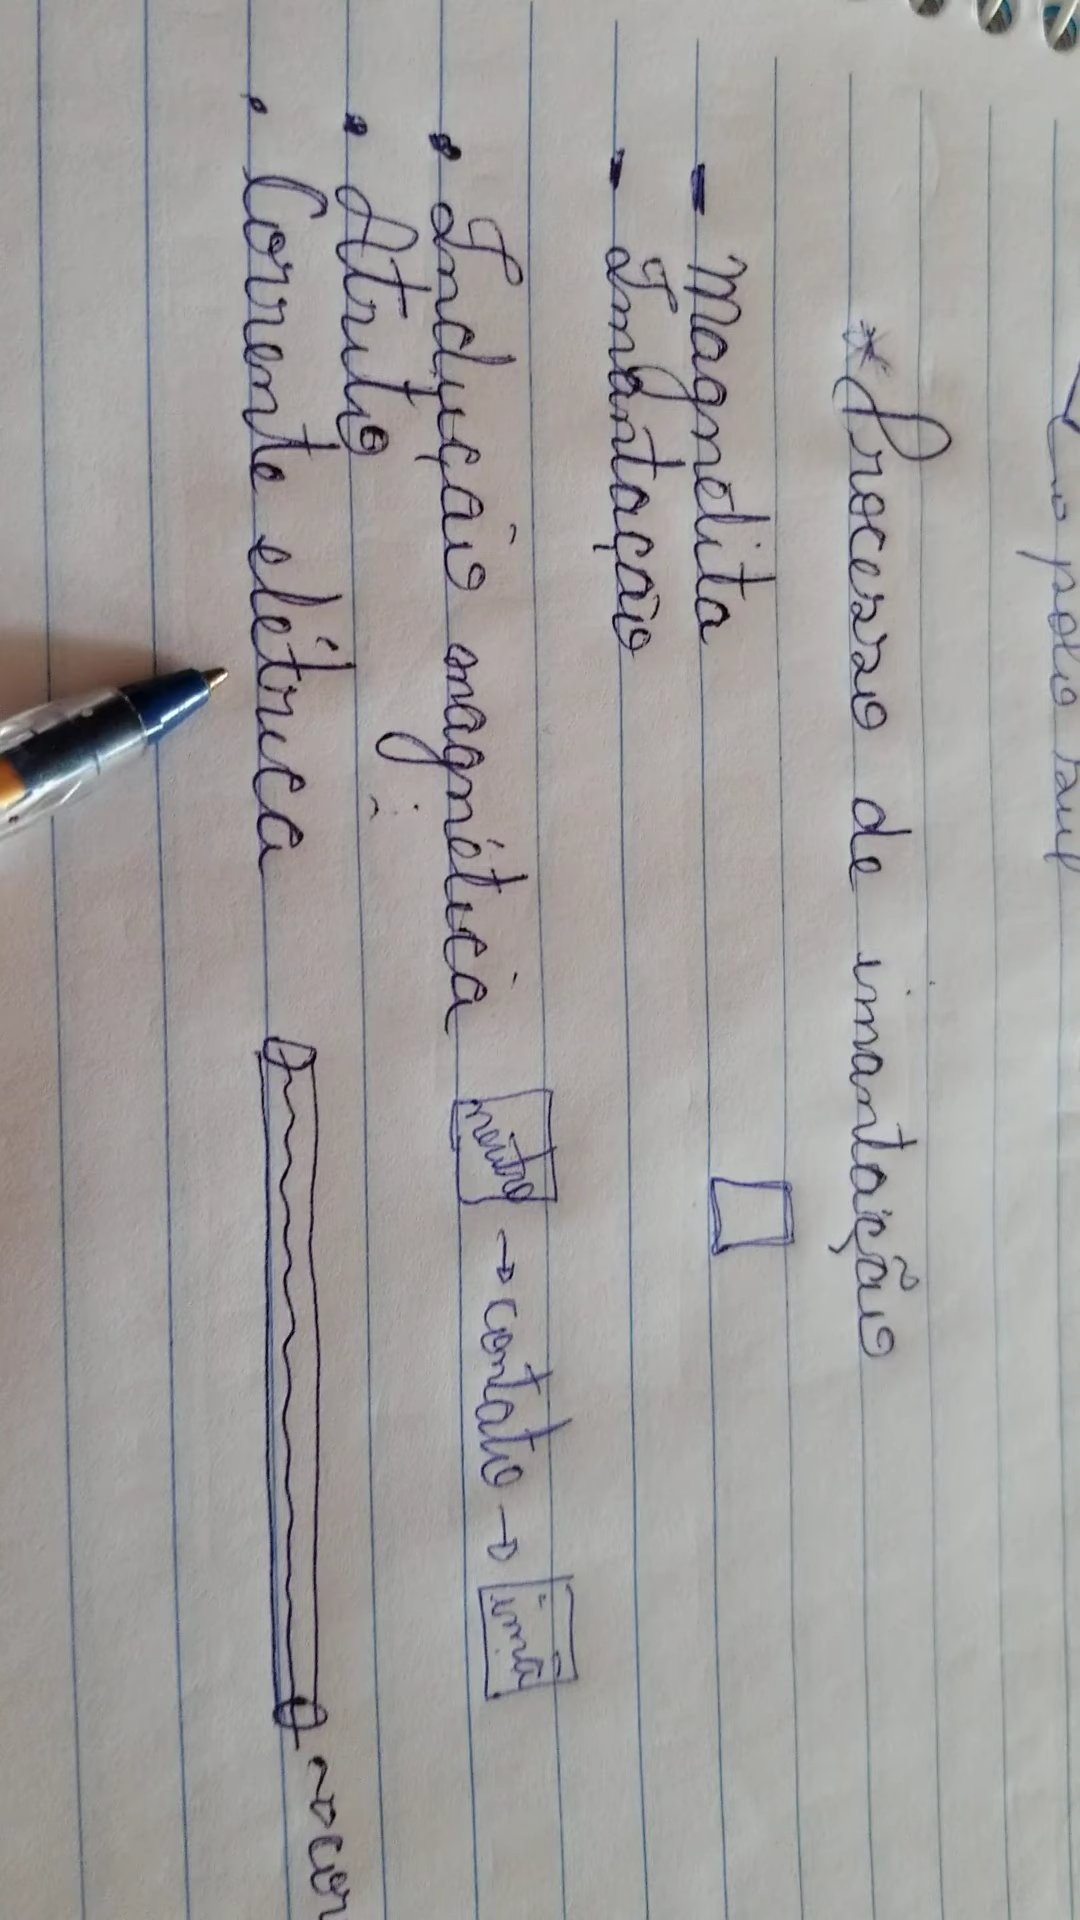 → polo sul
*Processo de imantação
- Magnetita
- Imantação
• Indução magnética neutro → contato → imã
• Atrito
• Corrente elétrica → cor